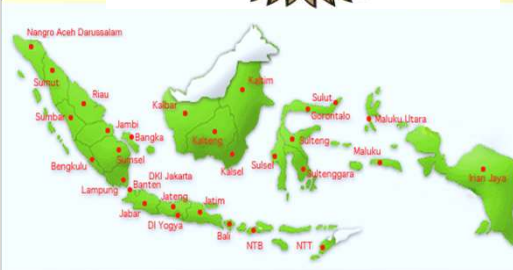 Nangro Aceh Darussalam
Sumut
Riau
Sumbar
Jambi
Bangka
Bengkulu
Sumsel
Lampung
Banten
DKI Jakarta
Jabar
Jateng
DI Yogya
Jatim
Bali
NTB
NTT
Kaltim
Kalbar
Kalteng
Kalsel
Sulut
Gorontalo
Sulteng
Sulsel
Sultenggara
Maluku Utara
Maluku
Irian Jaya